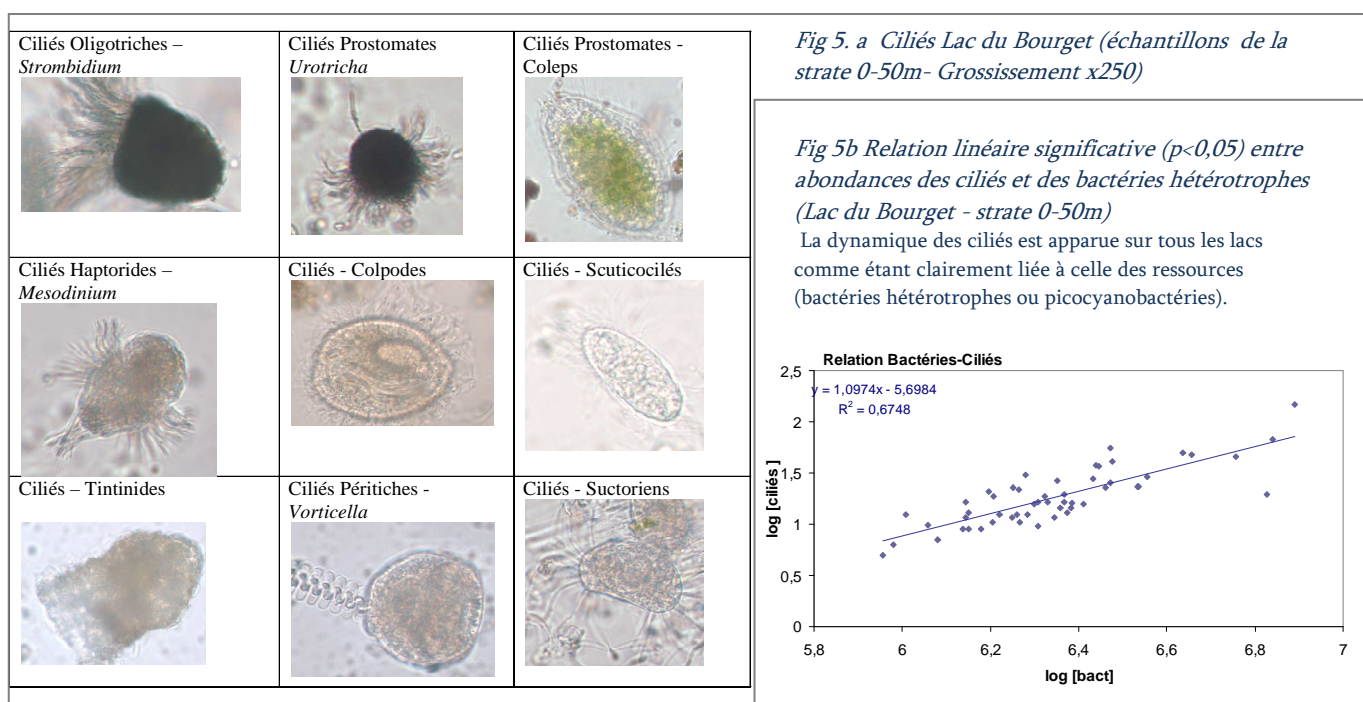 Ciliés Oligotriches –
Strombidium
Ciliés Prostomates
Urotricha
Ciliés Prostomates -
Coleps
Ciliés Haptorides –
Mesodinium
Ciliés - Colpodes
Ciliés - Scuticocilés
Ciliés – Tintinides
Ciliés Péritiches -
Vorticella
Ciliés - Suctoriens
Fig 5. a Ciliés Lac du Bourget (échantillons de la
strate 0-50m- Grossissement x250)
Fig 5b Relation linéaire significative (p<0,05) entre
abondances des ciliés et des bactéries hétérotrophes
(Lac du Bourget - strate 0-50m)
La dynamique des ciliés est apparue sur tous les lacs
comme étant clairement liée à celle des ressources
(bactéries hétérotrophes ou picocyanobactéries).
Relation Bactéries-Ciliés
y = 1,0974x - 5,6984
R² = 0,6748
log [ciliés]
2,5
2
1,5
1
0,5
0
5,8 6 6,2 6,4 6,6 6,8 7
log [bact]